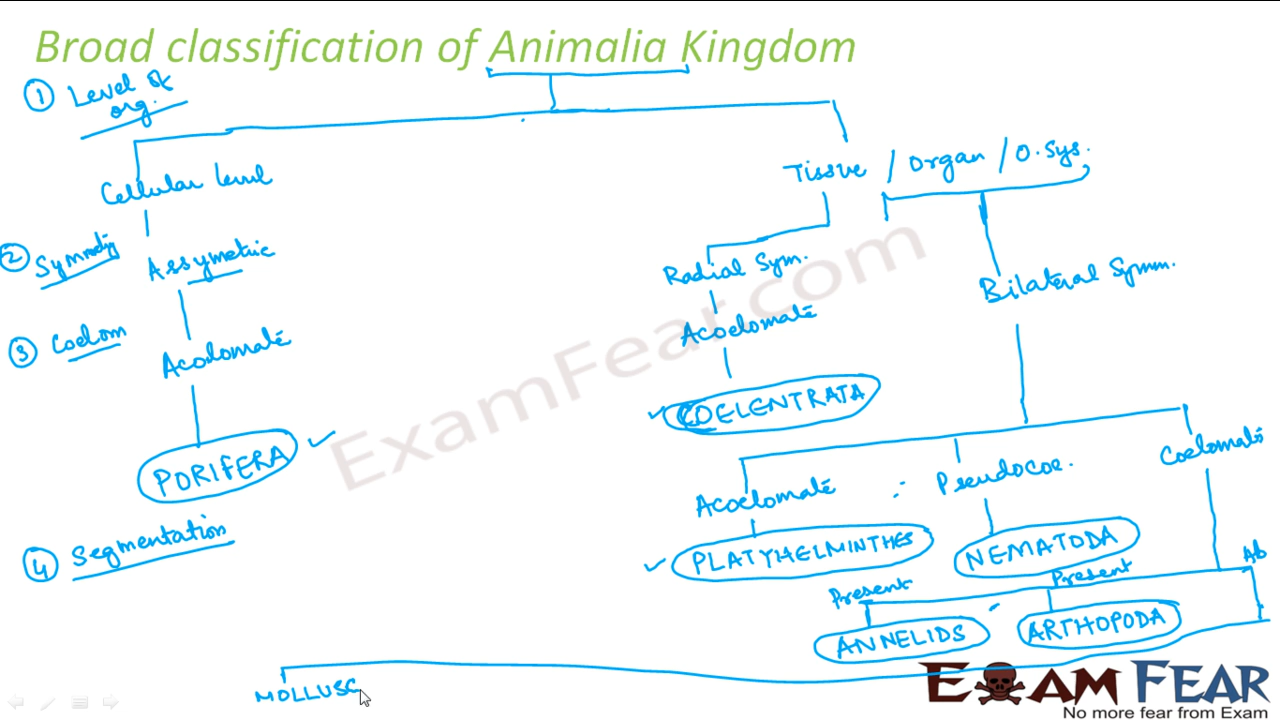 Broad classification of Animalia Kingdom
① Level of
org.
Cellular level
Tissue / Organ / O. Sys.
② Symmetry
Assymetric
Radial Sym.
Bilateral Symm.
③ Coelom
Acoelomate
Acoelomate
COELENTRATA
PORIFERA
Acoelomate
Pseudocoe.
Coelomate
④ Segmentation
PLATYHELMINTHES
NEMATODA
Present
Present
Ab
ANNELIDS
ARTHOPODA
MOLLUSC
ExamFear.com
EXAM FEAR
No more fear from Exam